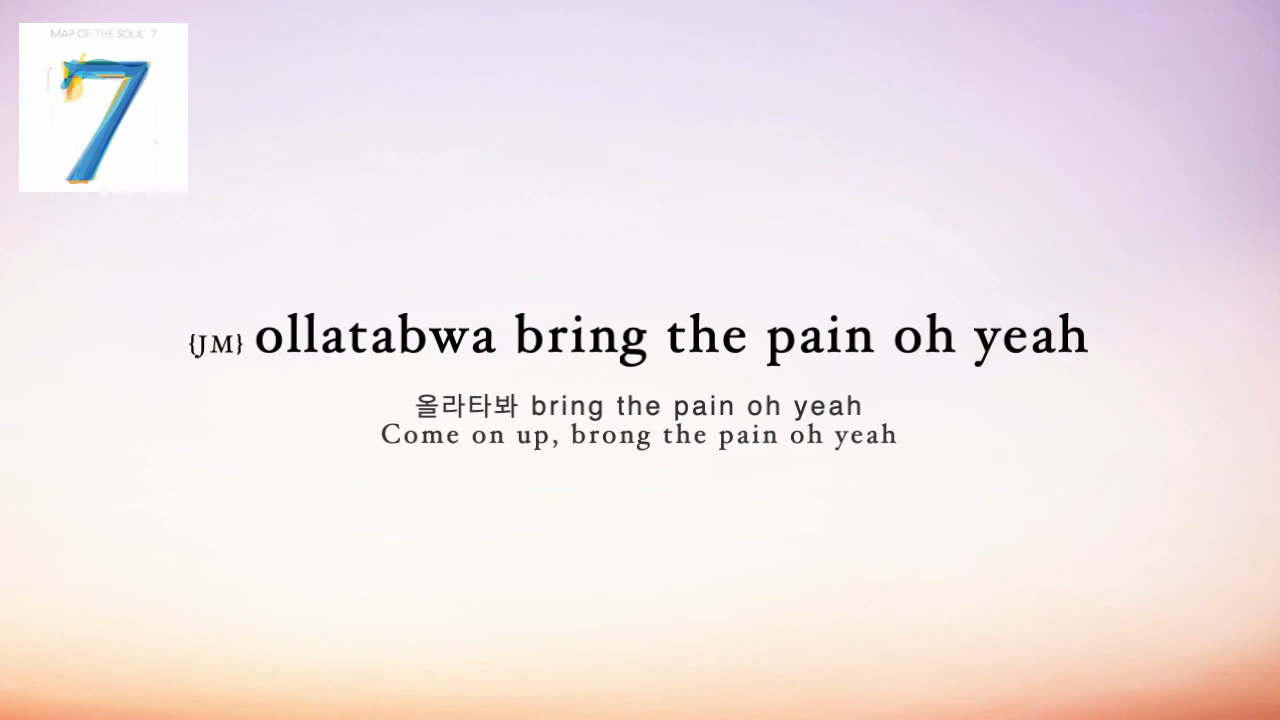 MAP OF THE SOUL 7
7
{JM} ollatabwa bring the pain oh yeah
올라타봐 bring the pain oh yeah
Come on up, brong the pain oh yeah